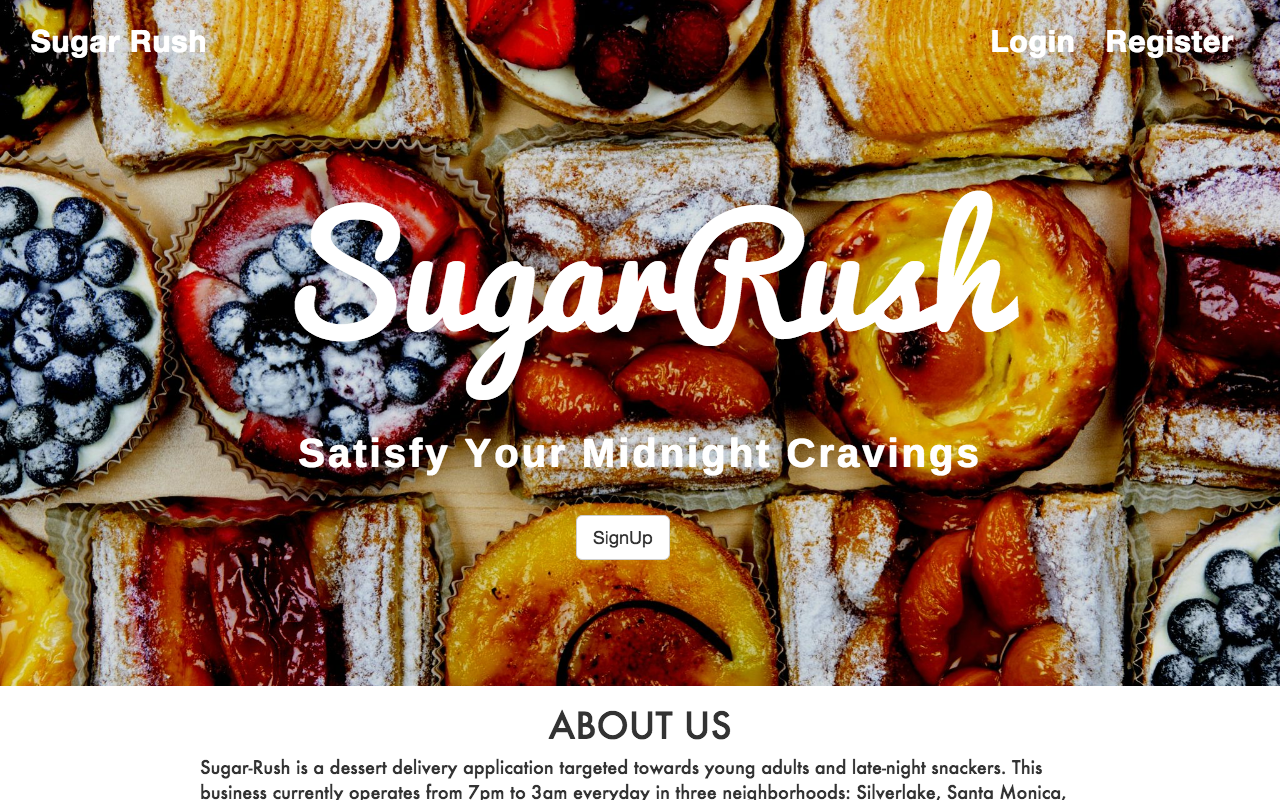 Sugar Rush
Login Register
SugarRush
Satisfy Your Midnight Cravings
SignUp
ABOUT US
Sugar-Rush is a dessert delivery application targeted towards young adults and late-night snackers. This
business currently operates from 7pm to 3am everyday in three neighborhoods: Silverlake, Santa Monica,